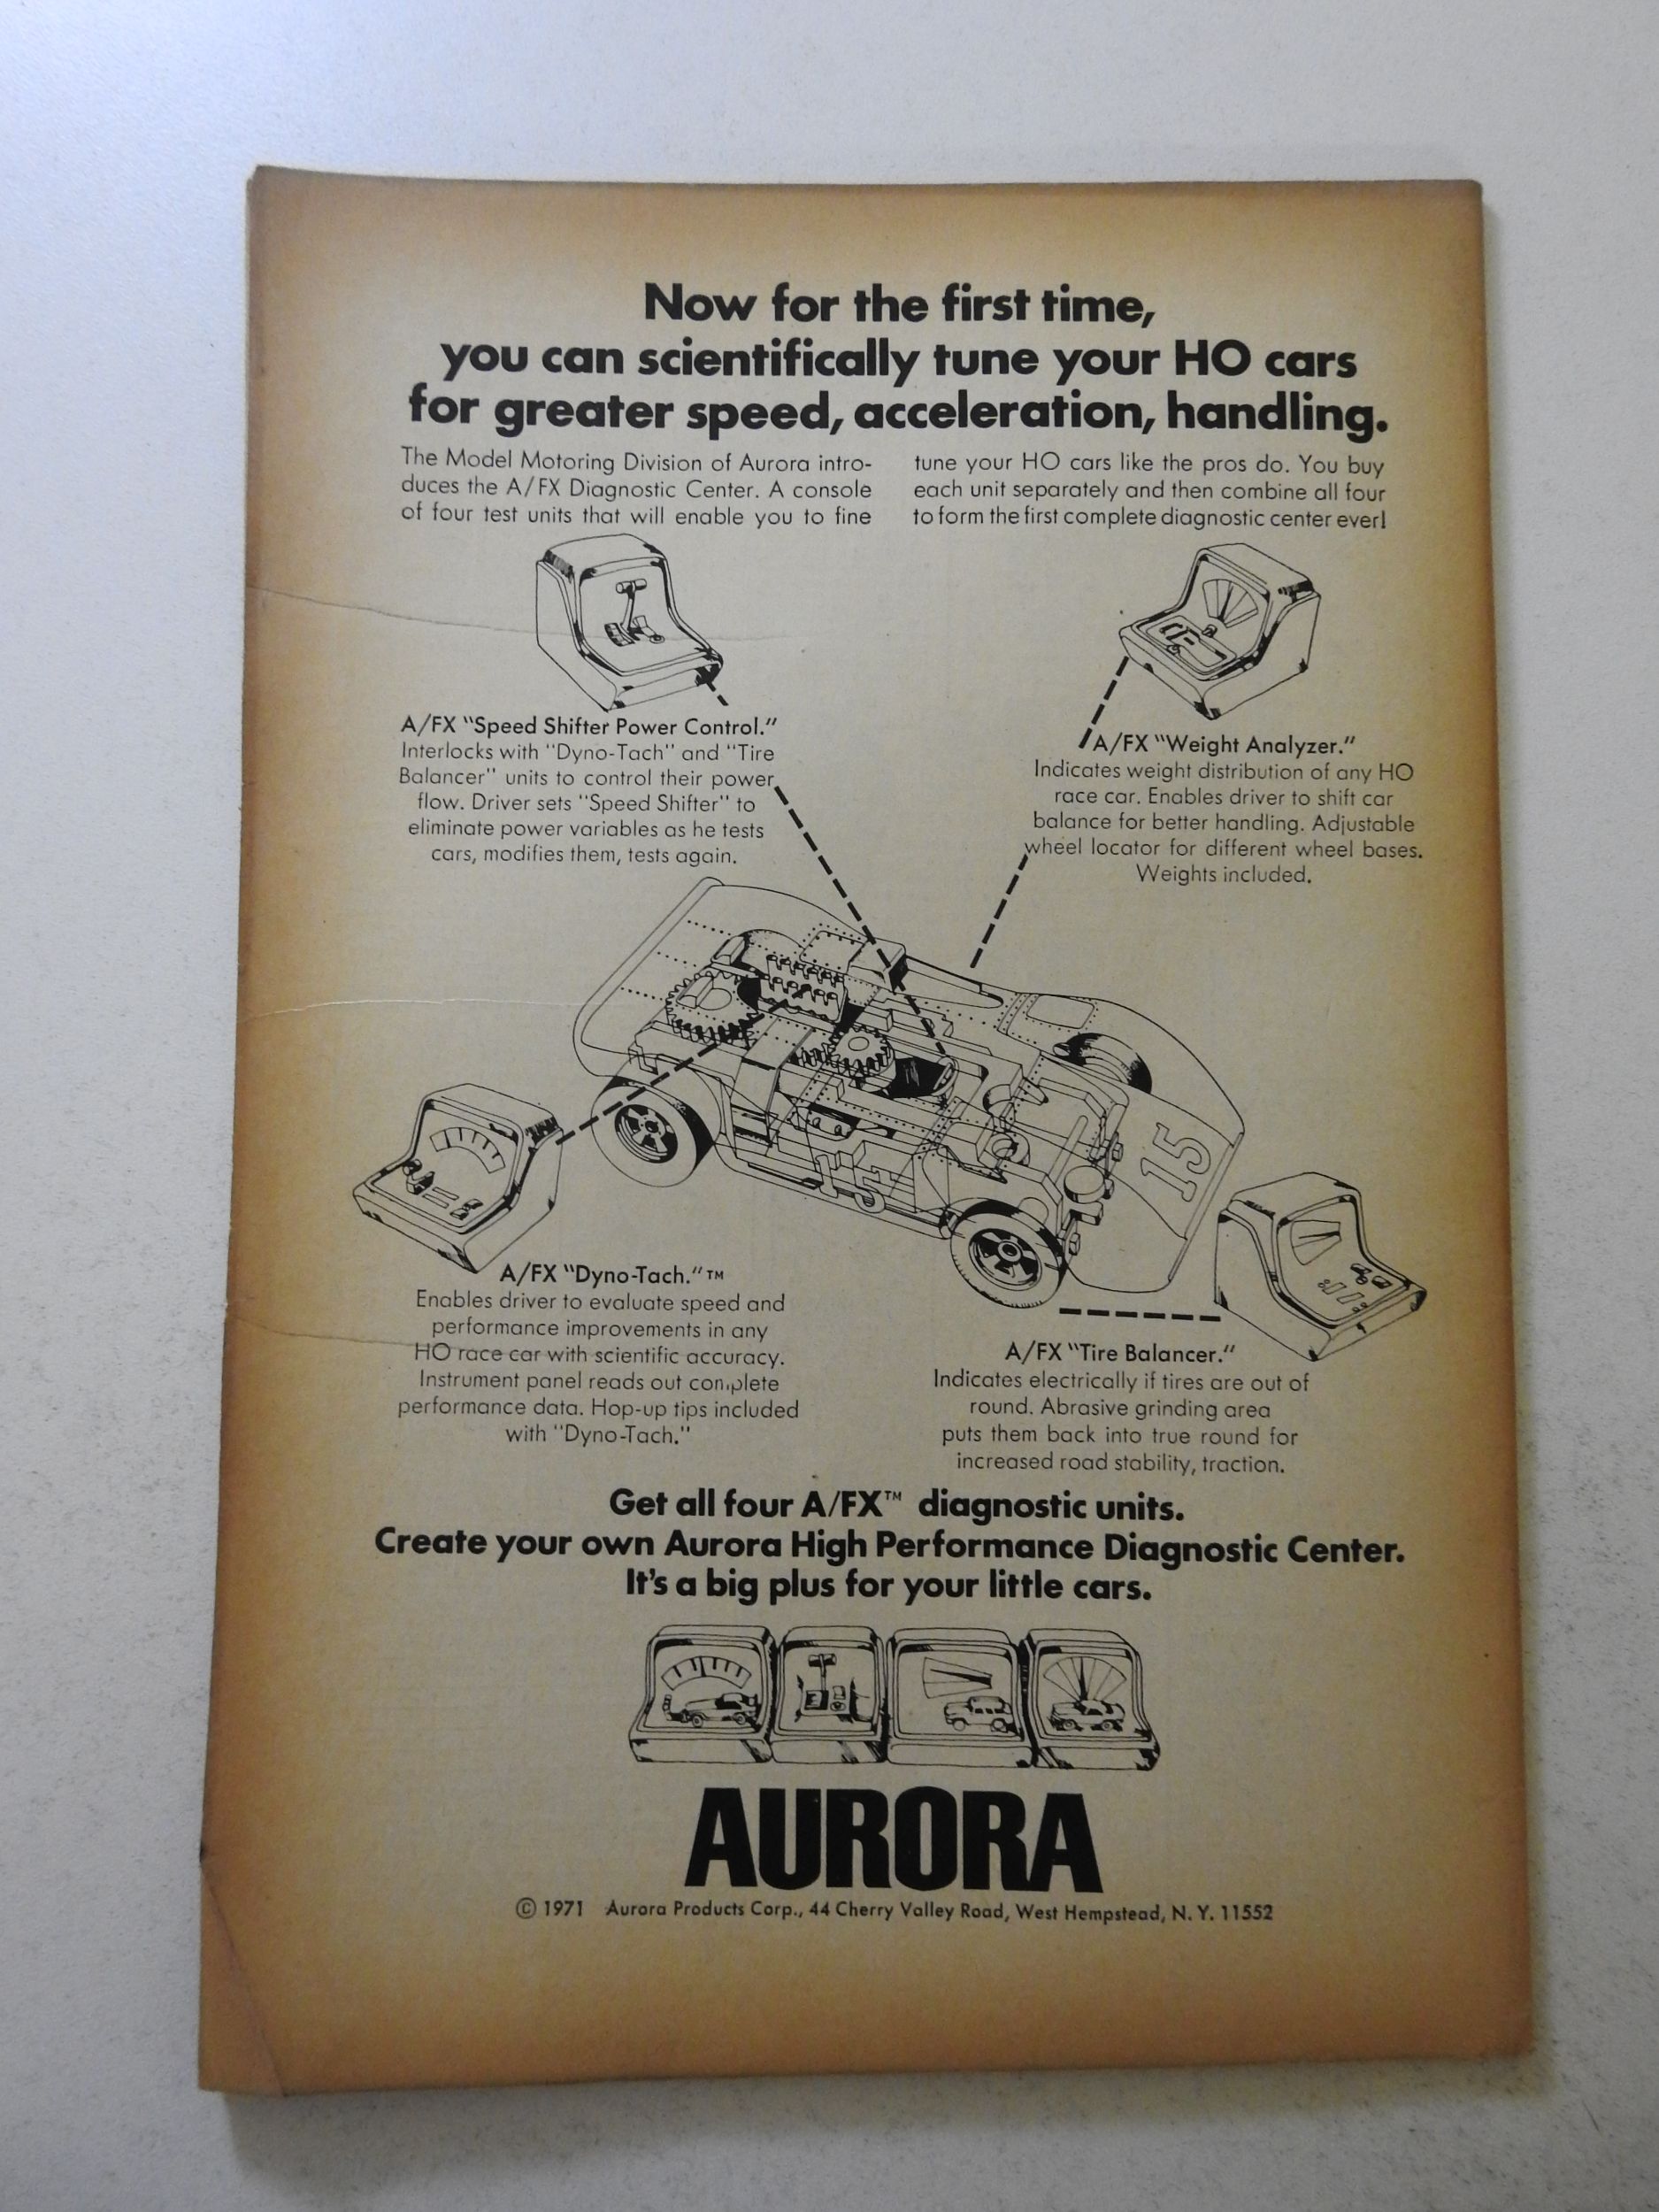 Now for the first time,
you can scientifically tune your HO cars
for greater speed, acceleration, handling.
The Model Motoring Division of Aurora intro-
duces the A/FX Diagnostic Center. A console
of four test units that will enable you to fine
tune your HO cars like the pros do. You buy
each unit separately and then combine all four
to form the first complete diagnostic center ever!
A/FX "Speed Shifter Power Control."
Interlocks with "Dyno-Tach" and "Tire
Balancer" units to control their power
flow. Driver sets "Speed Shifter" to
eliminate power variables as he tests
cars, modifies them, tests again.
A/FX "Weight Analyzer."
Indicates weight distribution of any HO
race car. Enables driver to shift car
balance for better handling. Adjustable
wheel locator for different wheel bases.
Weights included.
15
15
A/FX "Dyno-Tach."™
Enables driver to evaluate speed and
performance improvements in any
HO race car with scientific accuracy.
Instrument panel reads out complete
performance data. Hop-up tips included
with "Dyno-Tach."
A/FX "Tire Balancer."
Indicates electrically if tires are out of
round. Abrasive grinding area
puts them back into true round for
increased road stability, traction.
Get all four A/FX™ diagnostic units.
Create your own Aurora High Performance Diagnostic Center.
It's a big plus for your little cars.
AURORA
© 1971 Aurora Products Corp., 44 Cherry Valley Road, West Hempstead, N. Y. 11552